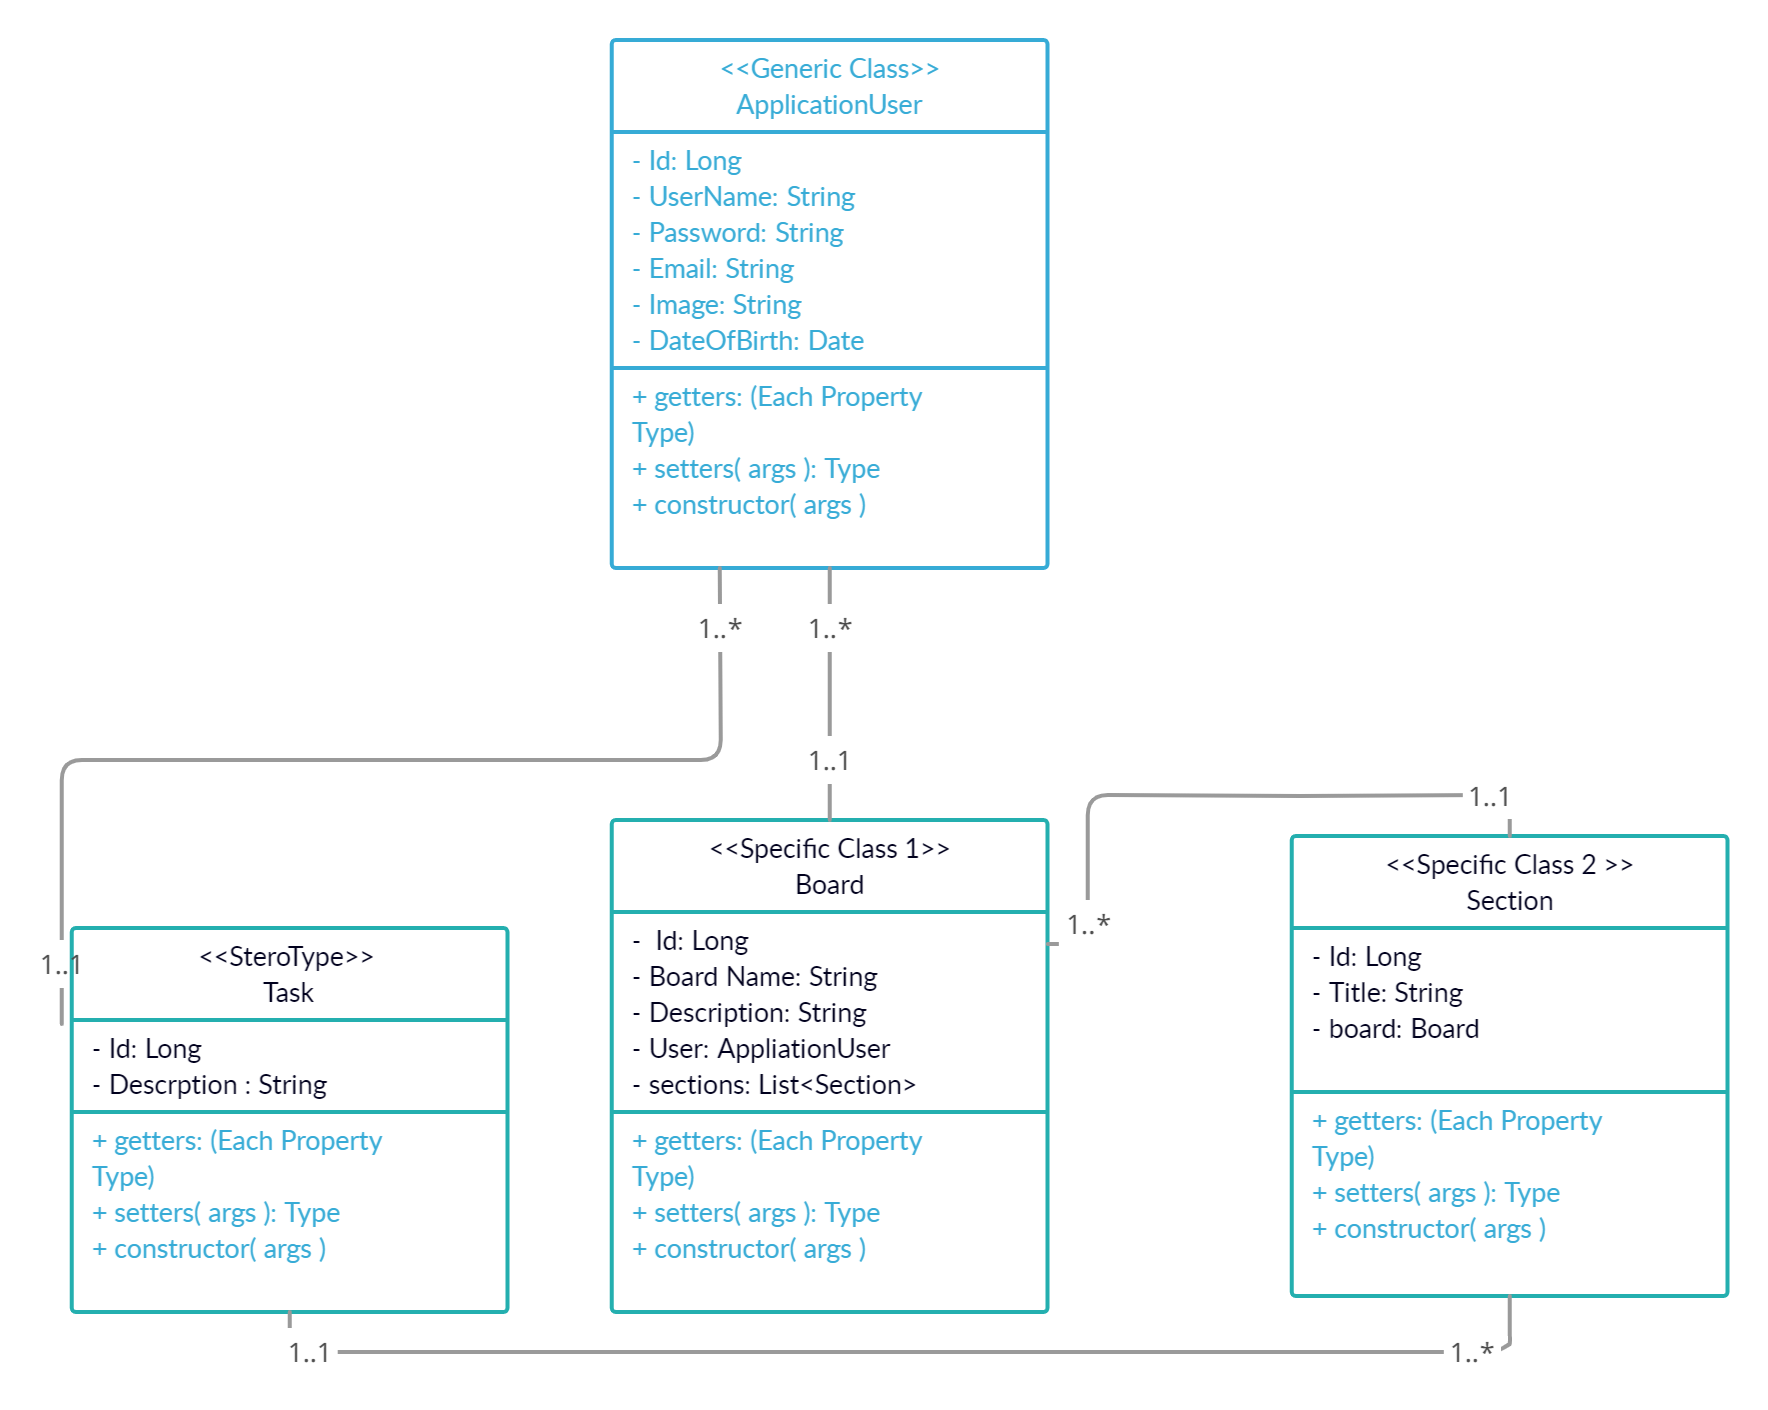 <<Generic Class>>
ApplicationUser
- Id: Long
- UserName: String
- Password: String
- Email: String
- Image: String
- DateOfBirth: Date
+ getters: (Each Property
Type)
+ setters( args ): Type
+ constructor( args )
1..*
1..*
1..1
1..1
1..*
1..1
<<SteroType>>
Task
- Id: Long
- Descrption : String
+ getters: (Each Property
Type)
+ setters( args ): Type
+ constructor( args )
<<Specific Class 1>>
Board
-  Id: Long
- Board Name: String
- Description: String
- User: AppliationUser
- sections: List<Section>
+ getters: (Each Property
Type)
+ setters( args ): Type
+ constructor( args )
<<Specific Class 2 >>
Section
- Id: Long
- Title: String
- board: Board
+ getters: (Each Property
Type)
+ setters( args ): Type
+ constructor( args )
1..1
1..*